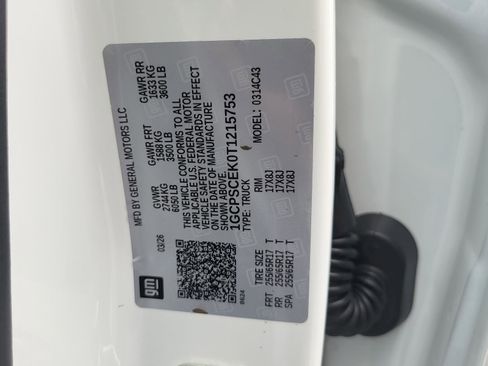 MFD BY GENERAL MOTORS LLC
03/26
GVWR
2744 KG
6050 LB
GAWR FRT
1588 KG
3500 LB
GAWR RR
1633 KG
3600 LB
THIS VEHICLE CONFORMS TO ALL
APPLICABLE U.S. FEDERAL MOTOR
VEHICLE SAFETY STANDARDS IN EFFECT
ON THE DATE OF MANUFACTURE
SHOWN ABOVE.
1GCPSCEK0T1215753
TYPE: TRUCK
MODEL: 0314C43
gm
TIRE SIZE
RIM
FRT 255/65R17 T 17X8J
RR 255/65R17 T 17X8J
SPA 255/65R17 T 17X8J